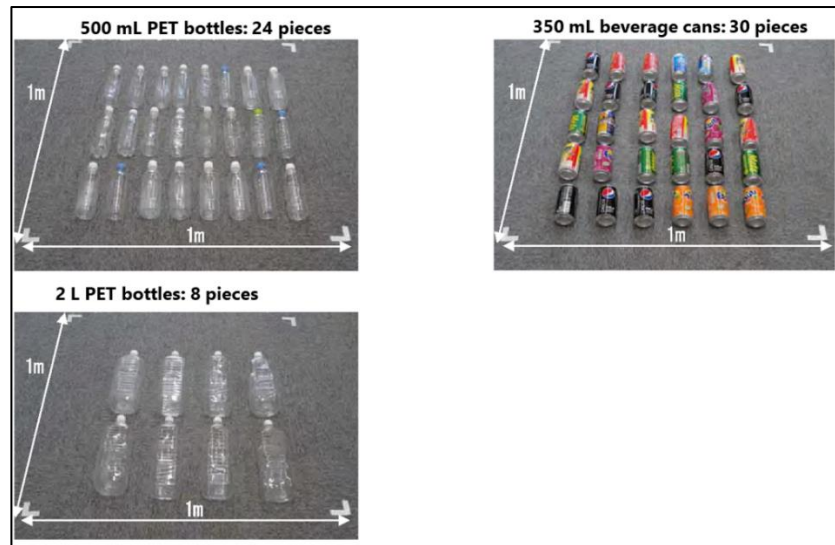 500 mL PET bottles: 24 pieces
1m
1m
350 mL beverage cans: 30 pieces
1m
1m
2 L PET bottles: 8 pieces
1m
1m